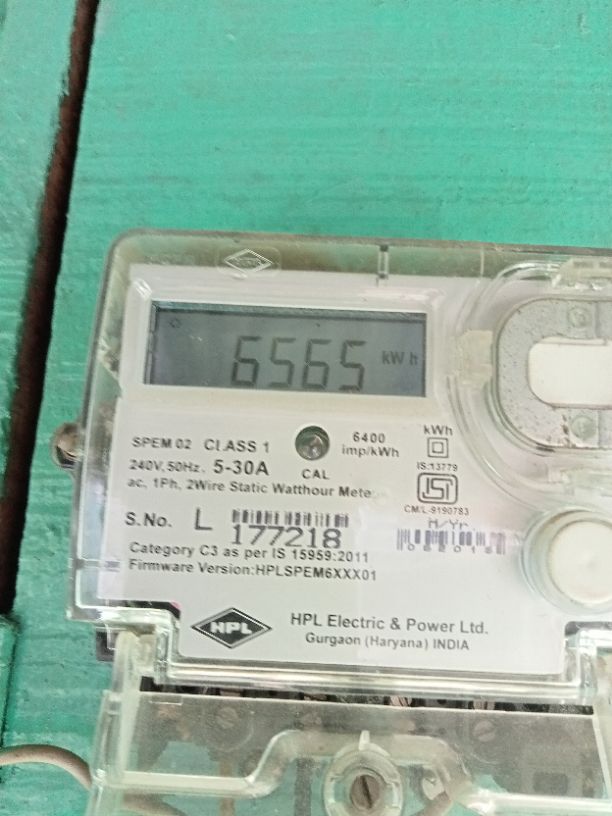 6565 kWh
SPEM 02 CLASS 1
6400
imp/kWh
kWh
240V, 50Hz. 5-30A
CAL
IS:13779
ac, 1Ph, 2Wire Static Watthour
ISI
CM/L-9190783
S.No. L 177218
M/Yr.
Category C3 as per IS 15959:2011
Firmware Version:HPLSPEM6XXX01
HPL
HPL Electric & Power Ltd.
Gurgaon (Haryana) INDIA